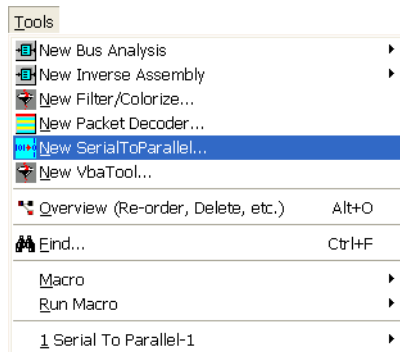 Tools
New Bus Analysis
New Inverse Assembly
New Filter/Colorize...
New Packet Decoder...
New SerialToParallel...
New VbaTool...
Overview (Re-order, Delete, etc.) Alt+O
Find... Ctrl+F
Macro
Run Macro
1 Serial To Parallel-1